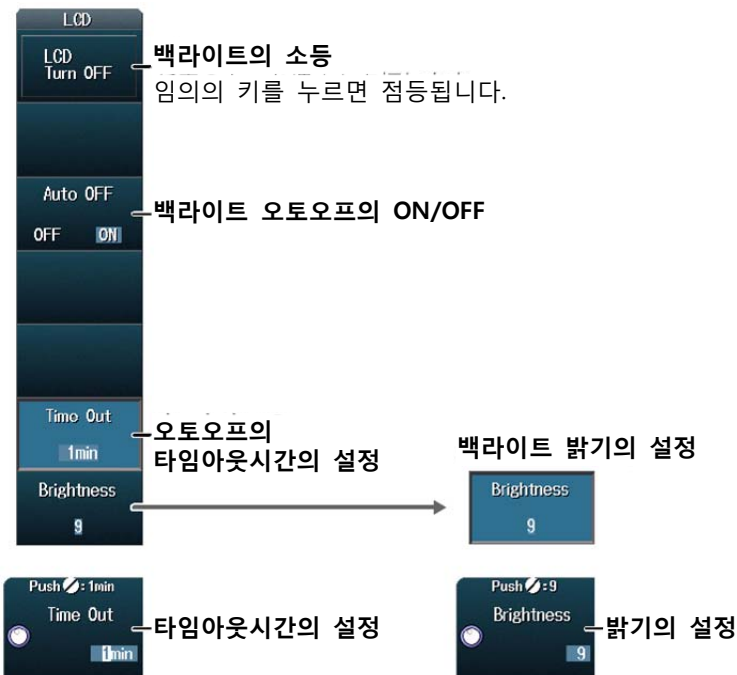 LCD
LCD
Turn OFF
백라이트의 소등
임의의 키를 누르면 점등됩니다.
Auto OFF
OFF ON
백라이트 오토오프의 ON/OFF
Time Out
1min
오토오프의
타임아웃시간의 설정
Brightness
9
백라이트 밝기의 설정
Brightness
9
Push : 1min
Time Out
1min
타임아웃시간의 설정
Push : 9
Brightness
9
밝기의 설정